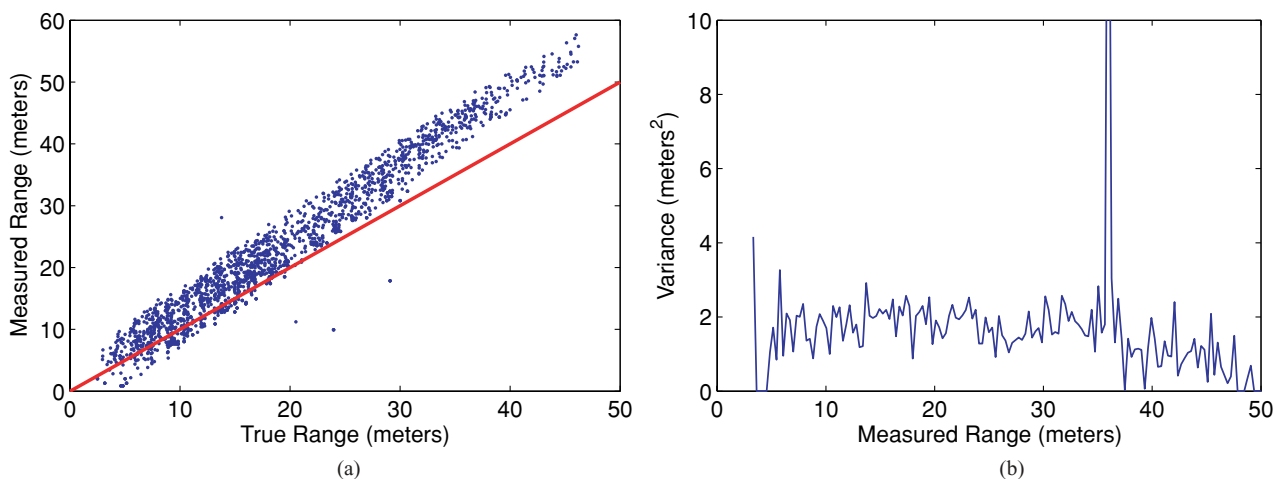 60
50
40
30
20
10
0
Measured Range (meters)
0 10 20 30 40 50
True Range (meters)
(a)
10
8
6
4
2
0
Variance (meters²)
0 10 20 30 40 50
Measured Range (meters)
(b)